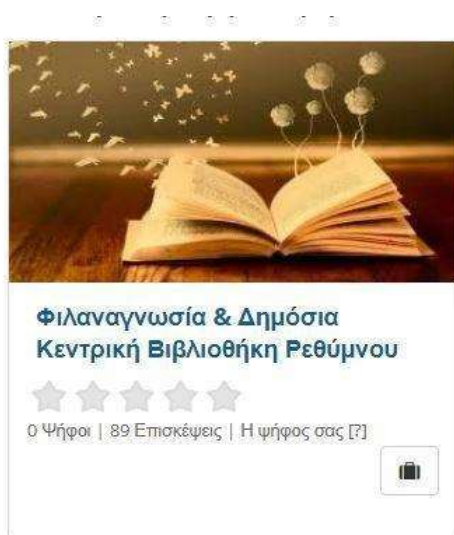 Φιλαναγνωσία & Δημόσια
Κεντρική Βιβλιοθήκη Ρεθύμνου
0 Ψήφοι | 89 Επισκέψεις | Η ψήφος σας [?]